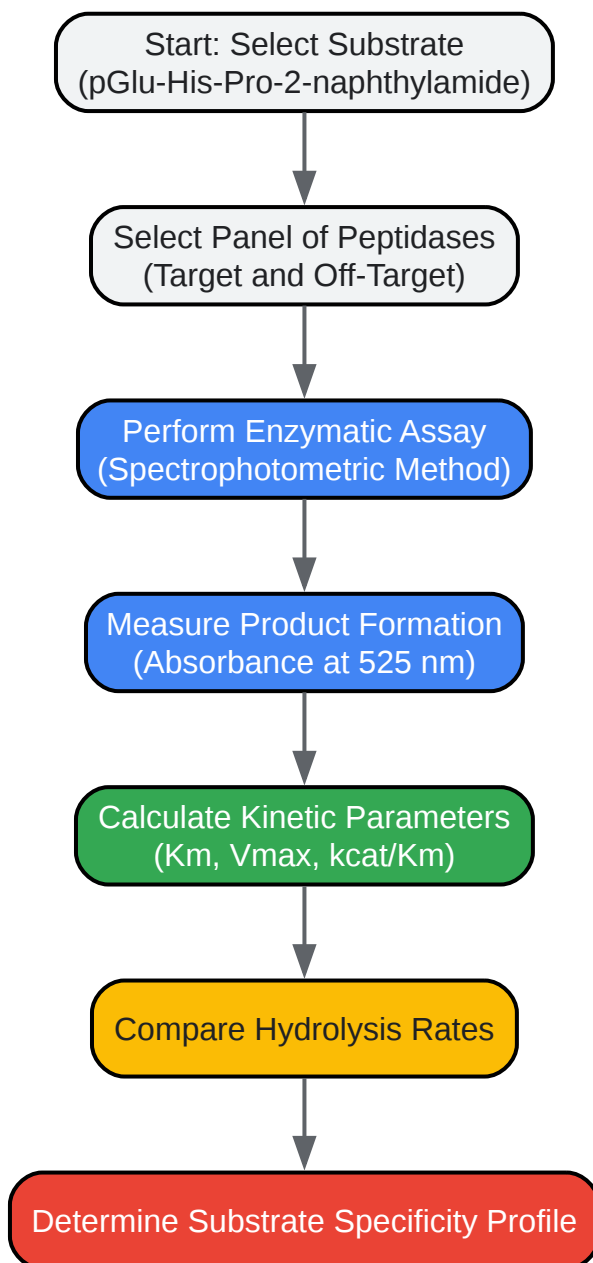 Start: Select Substrate
(pGlu-His-Pro-2-naphthylamide)
Select Panel of Peptidases
(Target and Off-Target)
Perform Enzymatic Assay
(Spectrophotometric Method)
Measure Product Formation
(Absorbance at 525 nm)
Calculate Kinetic Parameters
(Km, Vmax, kcat/Km)
Compare Hydrolysis Rates
Determine Substrate Specificity Profile